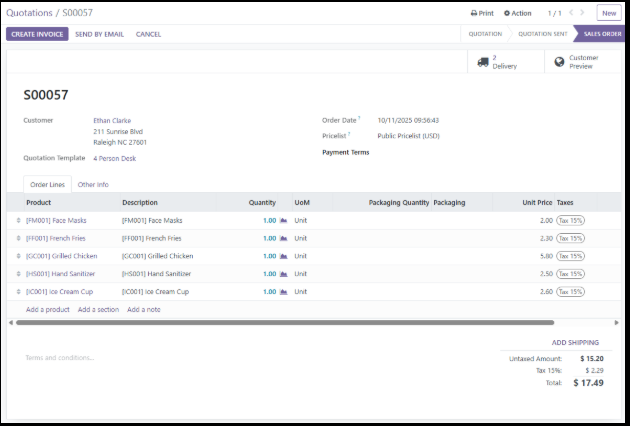 Quotations / S00057
Print Action 1 / 1 New
CREATE INVOICE SEND BY EMAIL CANCEL QUOTATION QUOTATION SENT SALES ORDER
2 Delivery
Customer Preview
S00057
Customer Ethan Clarke
211 Sunrise Blvd
Raleigh NC 27601
Quotation Template 4 Person Desk
Order Date ? 10/11/2025 09:56:43
Pricelist ? Public Pricelist (USD)
Payment Terms
Order Lines Other Info
Product Description Quantity UoM Packaging Quantity Packaging Unit Price Taxes
[FM001] Face Masks [FM001] Face Masks 1.00 Unit 2.00 Tax 15%
[FF001] French Fries [FF001] French Fries 1.00 Unit 2.30 Tax 15%
[GC001] Grilled Chicken [GC001] Grilled Chicken 1.00 Unit 5.80 Tax 15%
[HS001] Hand Sanitizer [HS001] Hand Sanitizer 1.00 Unit 2.50 Tax 15%
[IC001] Ice Cream Cup [IC001] Ice Cream Cup 1.00 Unit 2.60 Tax 15%
Add a product Add a section Add a note
ADD SHIPPING
Terms and conditions...
Untaxed Amount: $ 15.20
Tax 15%: $ 2.29
Total: $ 17.49